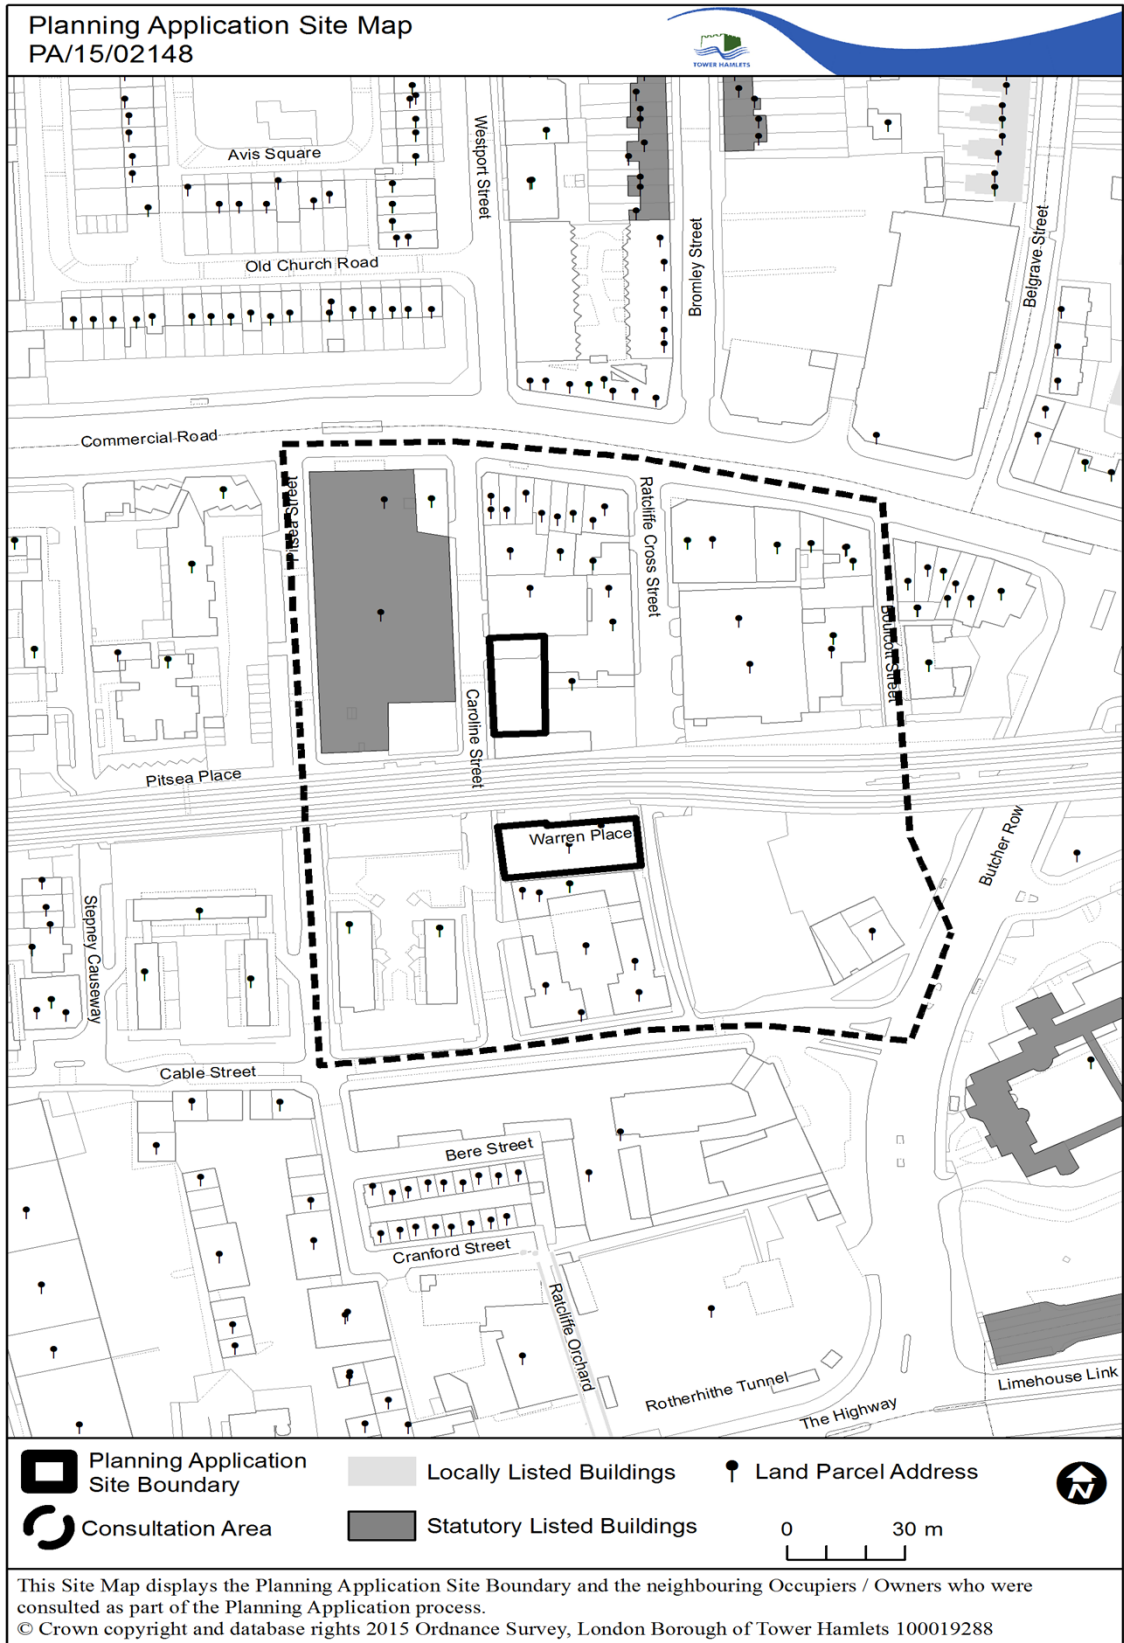 Planning Application Site Map
PA/15/02148
TOWER HAMLETS
Avis Square
Westport Street
Old Church Road
Bromley Street
Belgrave Street
Commercial Road
Pitsea Street
Ratcliffe Cross Street
Boulcott Street
Caroline Street
Pitsea Place
Warren Place
Butcher Row
Stepney Causeway
Cable Street
Bere Street
Cranford Street
Ratcliffe Orchard
Rotherhithe Tunnel
The Highway
Limehouse Link
Planning Application
Site Boundary
Locally Listed Buildings
Land Parcel Address
N
Consultation Area
Statutory Listed Buildings
0 30 m
This Site Map displays the Planning Application Site Boundary and the neighbouring Occupiers / Owners who were
consulted as part of the Planning Application process.
© Crown copyright and database rights 2015 Ordnance Survey, London Borough of Tower Hamlets 100019288